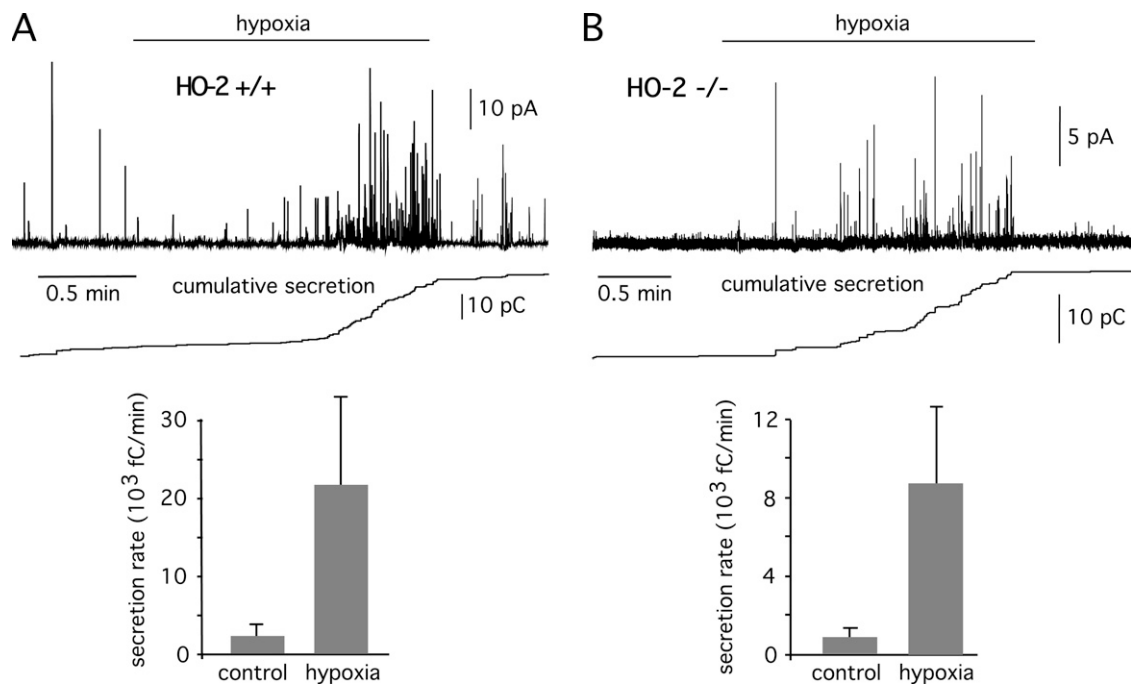 A
hypoxia
HO-2 +/+
10 pA
0.5 min
cumulative secretion
10 pC
secretion rate (10³ fC/min)
30
20
10
0
control
hypoxia
B
hypoxia
HO-2 -/-
5 pA
0.5 min
cumulative secretion
10 pC
secretion rate (10³ fC/min)
12
8
4
0
control
hypoxia